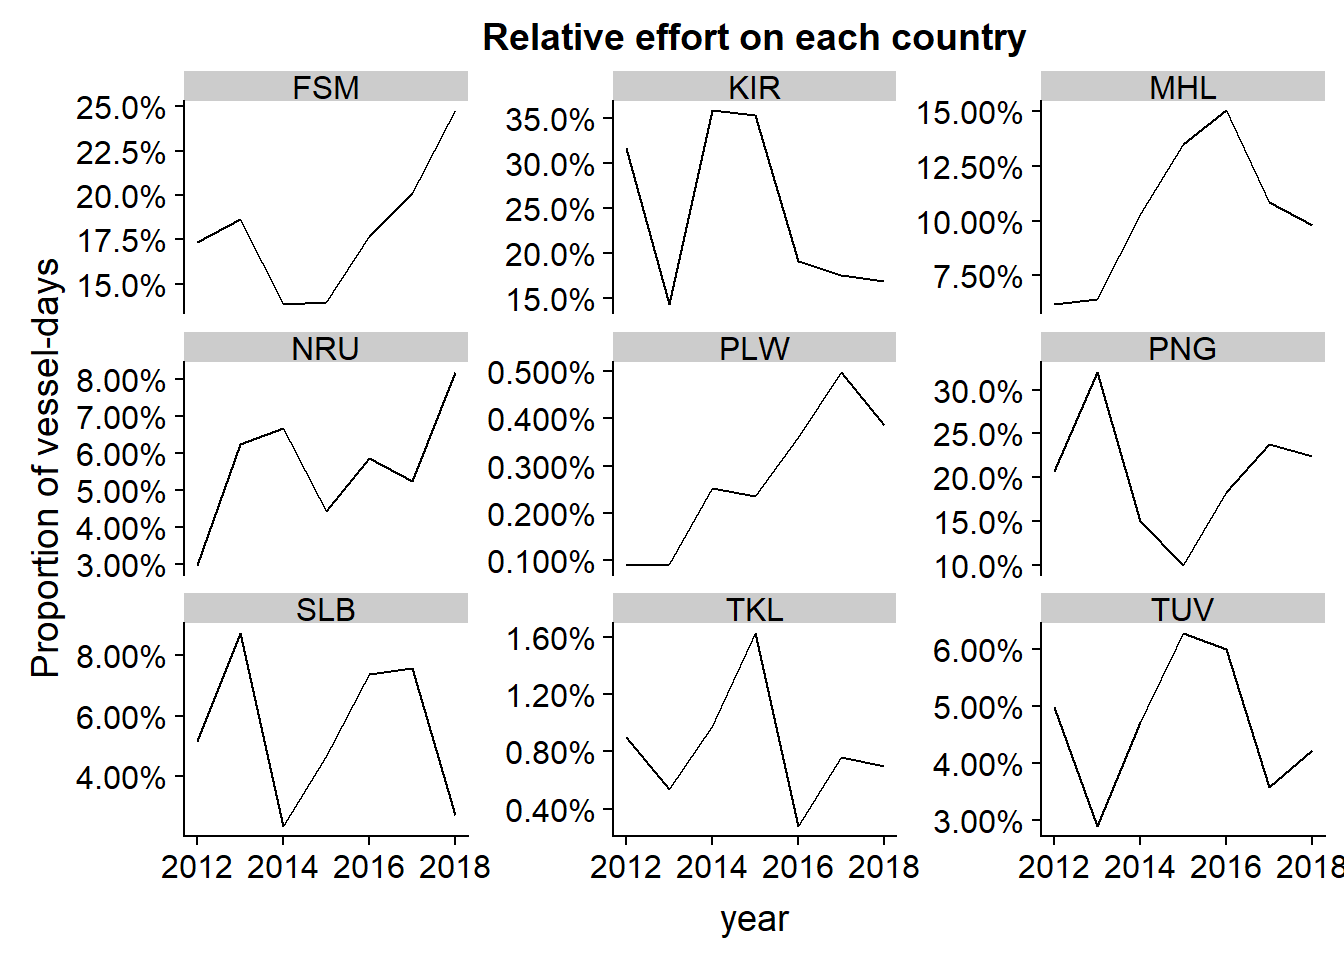 Relative effort on each country
FSM
KIR
MHL
25.0%
22.5%
20.0%
17.5%
15.0%
35.0%
30.0%
25.0%
20.0%
15.0%
15.00%
12.50%
10.00%
7.50%
Proportion of vessel-days
NRU
PLW
PNG
8.00%
7.00%
6.00%
5.00%
4.00%
3.00%
0.500%
0.400%
0.300%
0.200%
0.100%
30.0%
25.0%
20.0%
15.0%
10.0%
SLB
TKL
TUV
8.00%
6.00%
4.00%
1.60%
1.20%
0.80%
0.40%
6.00%
5.00%
4.00%
3.00%
2012 2014 2016 2018
2012 2014 2016 2018
2012 2014 2016 2018
year